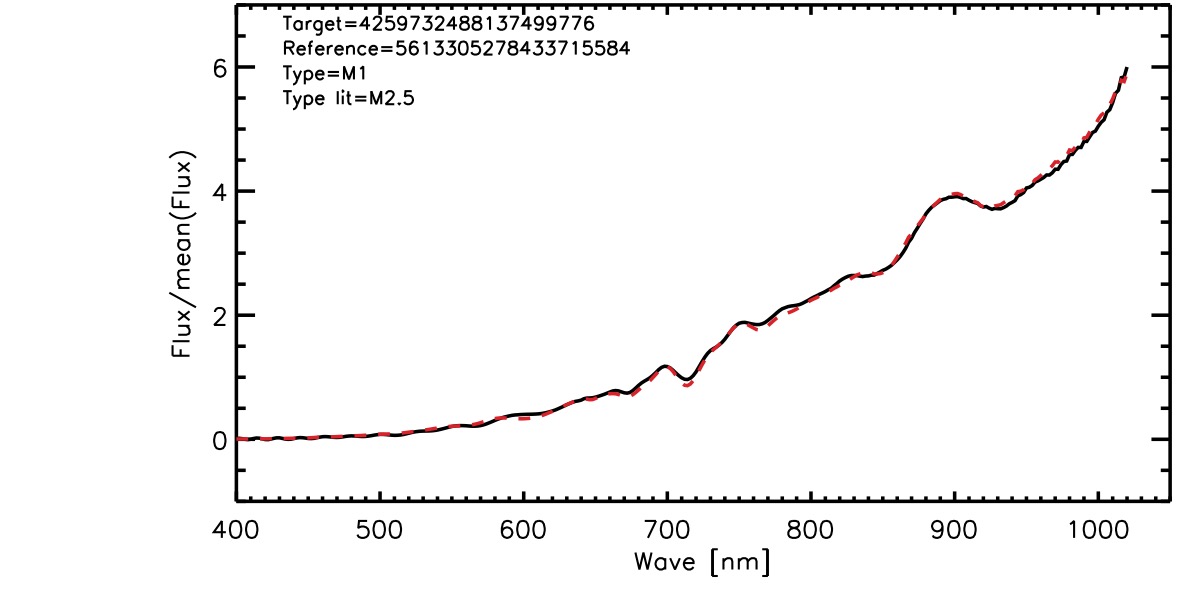 Target=4259732488137499776
Reference=5613305278433715584
Type=M1
Type lit=M2.5
6
4
2
0
Flux/mean(Flux)
400 500 600 700 800 900 1000
Wave [nm]